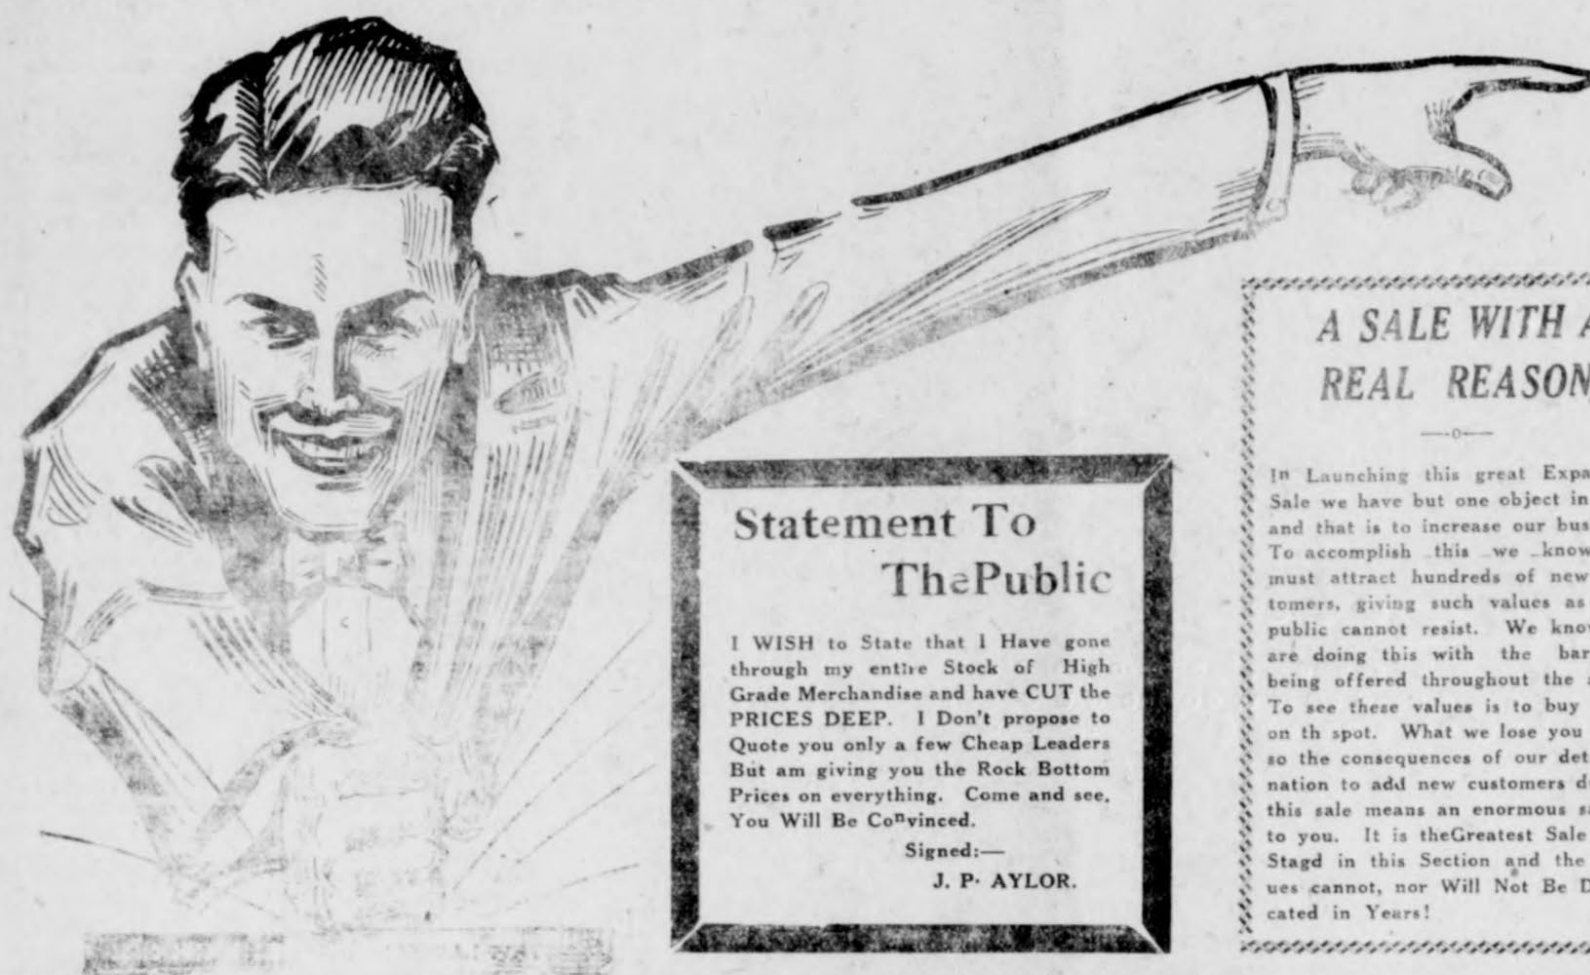 Statement To
ThePublic
I WISH to State that I Have gone
through my entire Stock of High
Grade Merchandise and have CUT the
PRICES DEEP. I Don't propose to
Quote you only a few Cheap Leaders
But am giving you the Rock Bottom
Prices on everything. Come and see.
You Will Be Convinced.
Signed:—
J. P. AYLOR.
A SALE WITH A
REAL REASON
—o—
In Launching this great Expa
Sale we have but one object in
and that is to increase our bus
To accomplish this we know
must attract hundreds of new
tomers, giving such values as
public cannot resist. We know
are doing this with the bar
being offered throughout the
To see these values is to buy
on th spot. What we lose you
so the consequences of our det
nation to add new customers d
this sale means an enormous sa
to you. It is theGreatest Sale
Stagd in this Section and the
ues cannot, nor Will Not Be D
cated in Years!